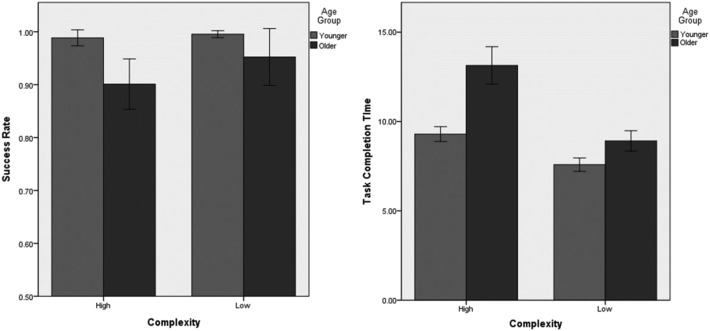 Age
Group
Younger
Older
1.00
0.90
0.80
0.70
0.60
0.50
Success Rate
High
Low
Complexity
Age
Group
Younger
Older
15.00
10.00
5.00
.00
Task Completion TIme
High
Low
Complexity